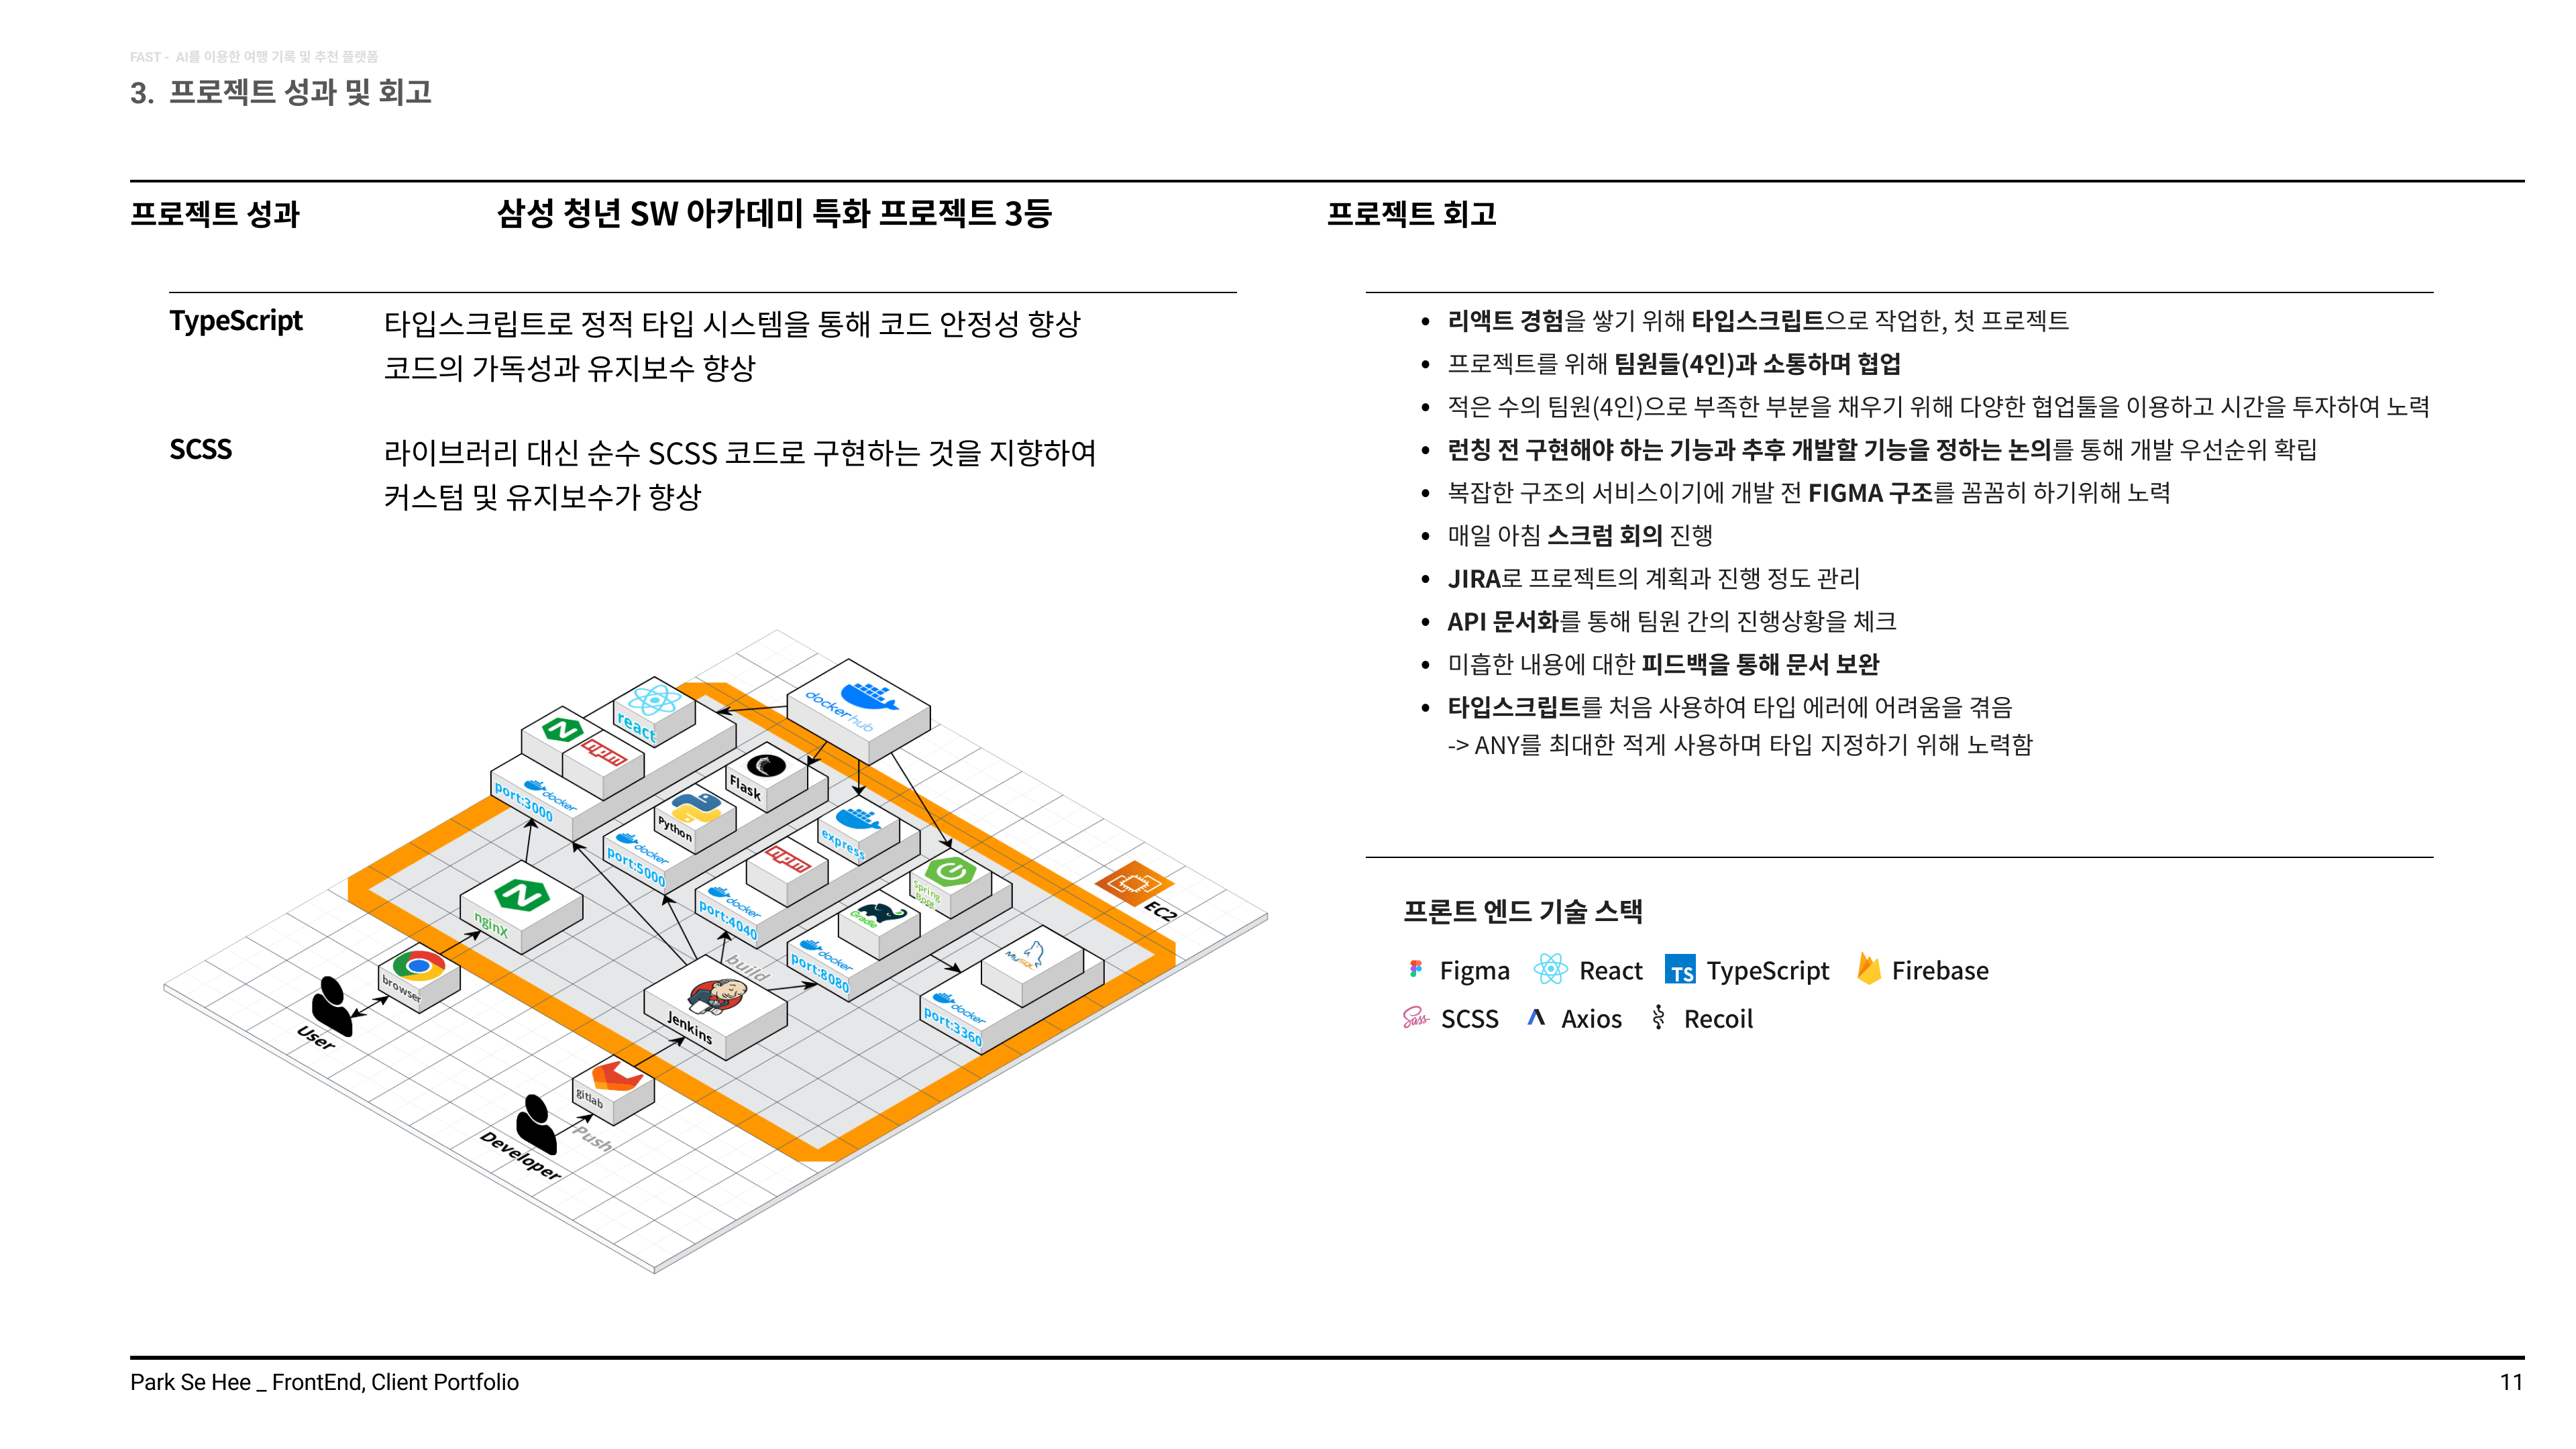 FAST - AI를 이용한 여행 기록 및 추천 플랫폼
3. 프로젝트 성과 및 회고
프로젝트 성과
삼성 청년 SW 아카데미 특화 프로젝트 3등
TypeScript
타입스크립트로 정적 타입 시스템을 통해 코드 안정성 향상
코드의 가독성과 유지보수 향상
SCSS
라이브러리 대신 순수 SCSS 코드로 구현하는 것을 지향하여
커스텀 및 유지보수가 향상
docker hub
react
npm
docker
port:3000
Flask
Python
docker
port:5000
express
npm
docker
port:4040
Spring Boot
Gradle
docker
port:8080
MySQL
docker
port:3360
EC2
nginX
browser
User
build
Jenkins
gitlab
Push
Developer
프로젝트 회고
• 리액트 경험을 쌓기 위해 타입스크립트으로 작업한, 첫 프로젝트
• 프로젝트를 위해 팀원들(4인)과 소통하며 협업
• 적은 수의 팀원(4인)으로 부족한 부분을 채우기 위해 다양한 협업툴을 이용하고 시간을 투자하여 노력
• 런칭 전 구현해야 하는 기능과 추후 개발할 기능을 정하는 논의를 통해 개발 우선순위 확립
• 복잡한 구조의 서비스이기에 개발 전 FIGMA 구조를 꼼꼼히 하기위해 노력
• 매일 아침 스크럼 회의 진행
• JIRA로 프로젝트의 계획과 진행 정도 관리
• API 문서화를 통해 팀원 간의 진행상황을 체크
• 미흡한 내용에 대한 피드백을 통해 문서 보완
• 타입스크립트를 처음 사용하여 타입 에러에 어려움을 겪음
-> ANY를 최대한 적게 사용하며 타입 지정하기 위해 노력함
프론트 엔드 기술 스택
Figma React TS TypeScript Firebase
Sass SCSS Axios Recoil
Park Se Hee _ FrontEnd, Client Portfolio
11